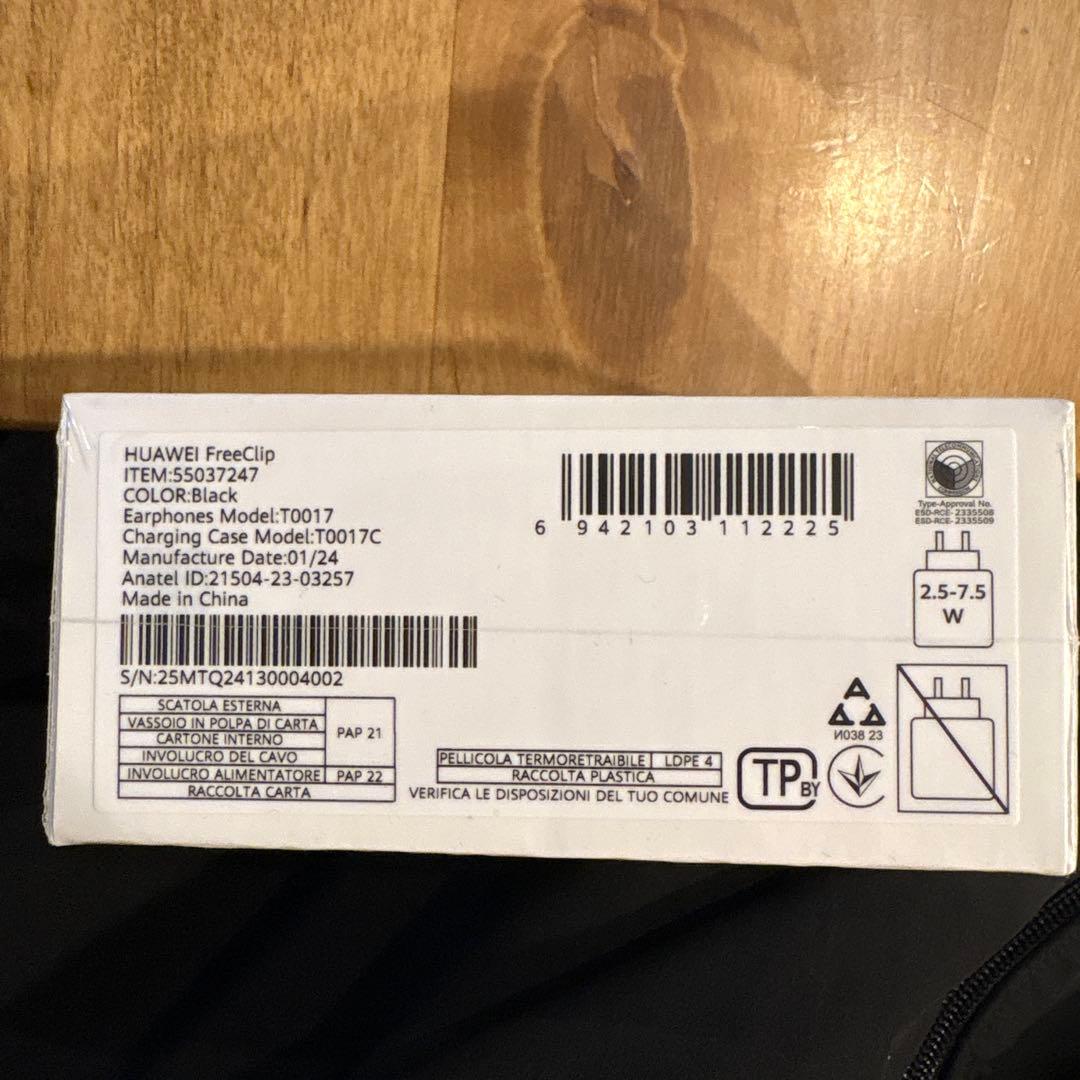 HUAWEI FreeClip
ITEM:55037247
COLOR:Black
Earphones Model:T0017
Charging Case Model:T0017C
Manufacture Date:01/24
Anatel ID:21504-23-03257
Made in China
S/N:25MTQ24130004002
SCATOLA ESTERNA
VASSOIO IN POLPA DI CARTA
CARTONE INTERNO
INVOLUCRO DEL CAVO
PAP 21
INVOLUCRO ALIMENTATORE PAP 22
RACCOLTA CARTA
6 942103 112225
PELLICOLA TERMORETRAIBILE LDPE 4
RACCOLTA PLASTICA
VERIFICA LE DISPOSIZIONI DEL TUO COMUNE
Type-Approval No.
ESD-RCE-2335508
ESD-RCE-2335509
2.5-7.5
W
И038 23
TP BY